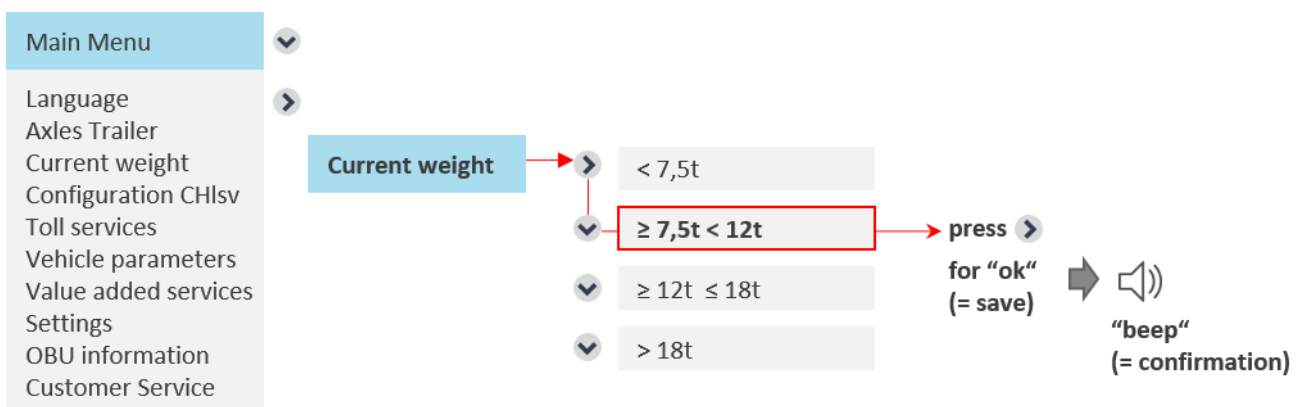 Main Menu
Language
Axles Trailer
Current weight
Configuration CHlsv
Toll services
Vehicle parameters
Value added services
Settings
OBU information
Customer Service
Current weight
< 7,5t
≥ 7,5t < 12t
≥ 12t ≤ 18t
> 18t
press
for “ok“
(= save)
“beep“
(= confirmation)